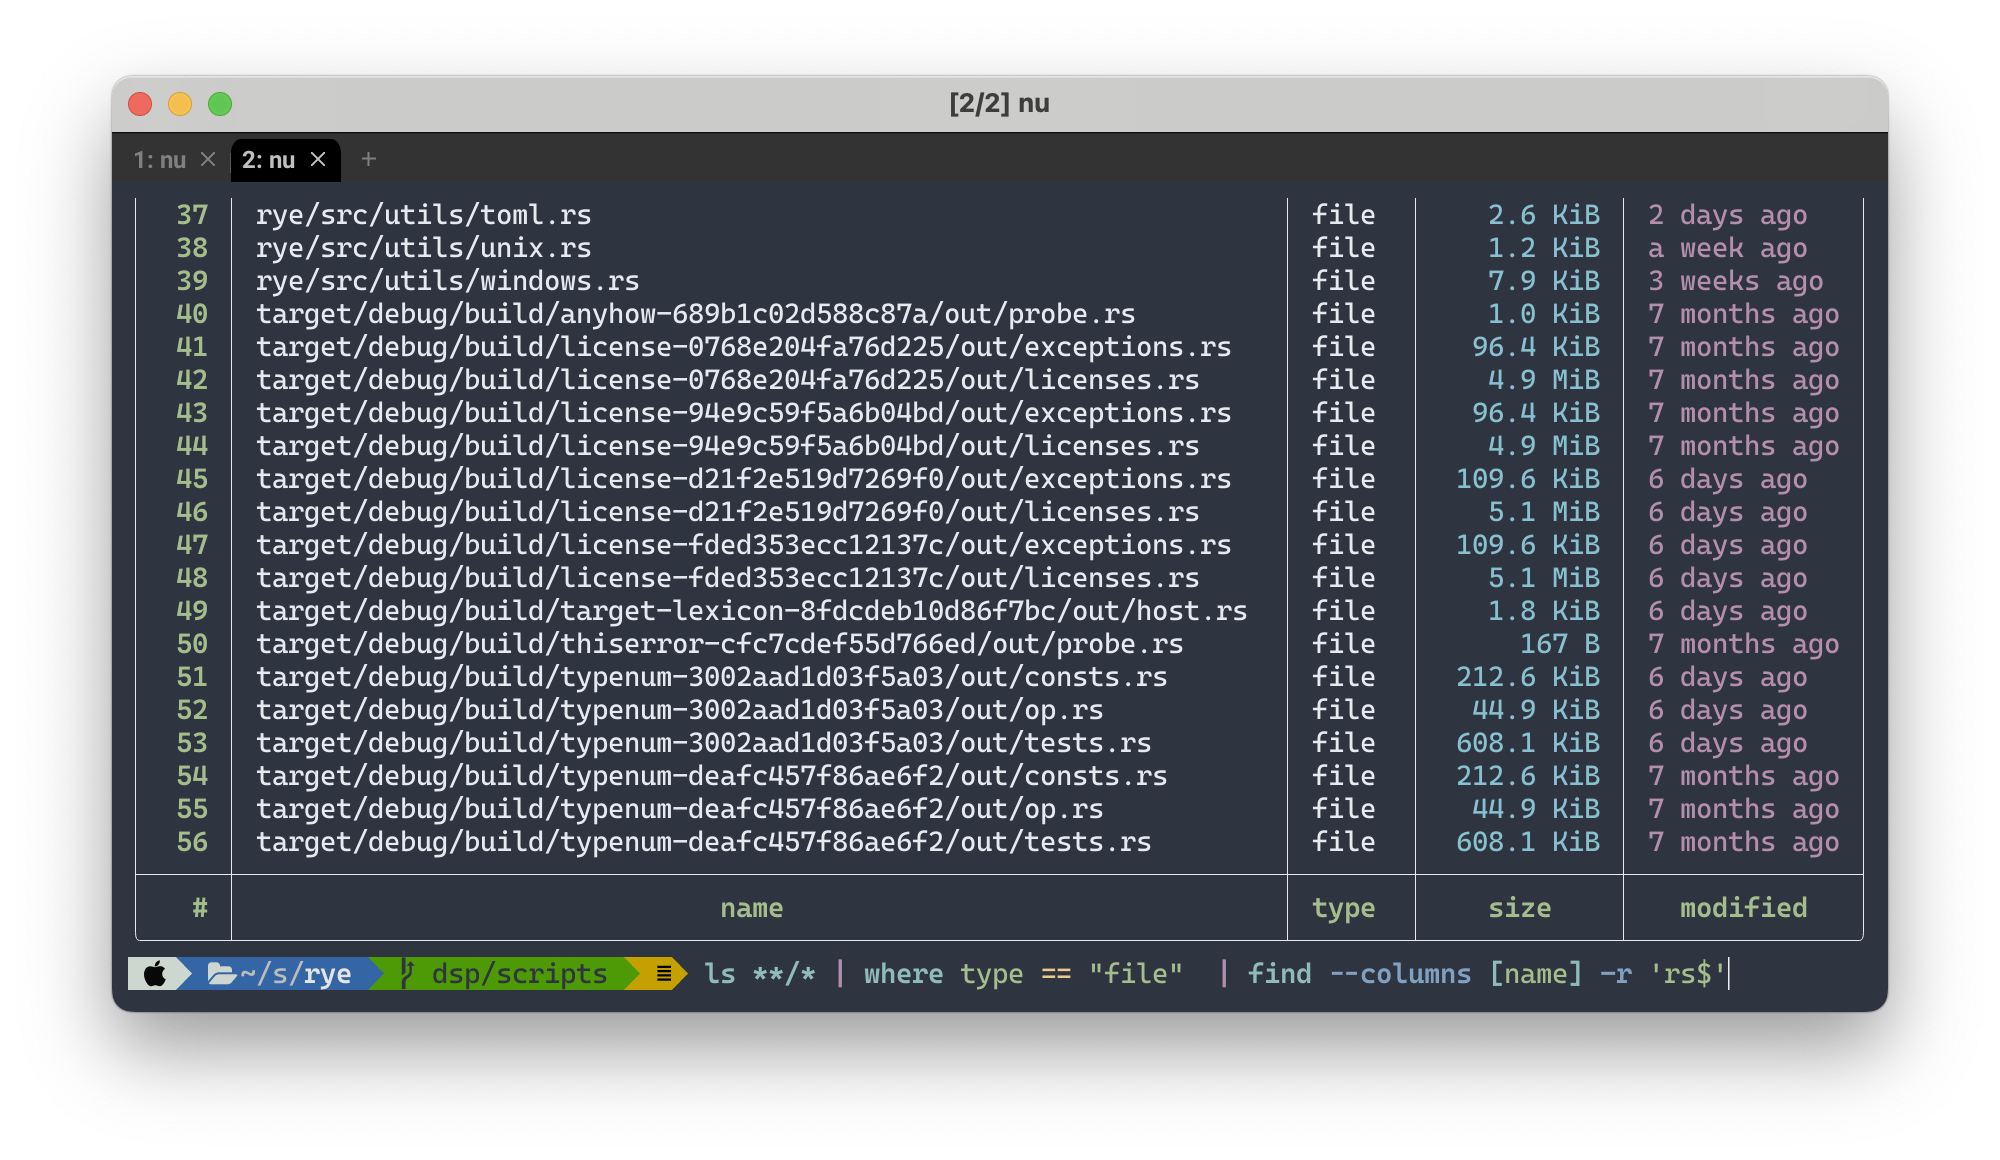 [2/2] nu
1: nu × 2: nu × +
37 rye/src/utils/toml.rs file 2.6 KiB 2 days ago
38 rye/src/utils/unix.rs file 1.2 KiB a week ago
39 rye/src/utils/windows.rs file 7.9 KiB 3 weeks ago
40 target/debug/build/anyhow-689b1c02d588c87a/out/probe.rs file 1.0 KiB 7 months ago
41 target/debug/build/license-0768e204fa76d225/out/exceptions.rs file 96.4 KiB 7 months ago
42 target/debug/build/license-0768e204fa76d225/out/licenses.rs file 4.9 MiB 7 months ago
43 target/debug/build/license-94e9c59f5a6b04bd/out/exceptions.rs file 96.4 KiB 7 months ago
44 target/debug/build/license-94e9c59f5a6b04bd/out/licenses.rs file 4.9 MiB 7 months ago
45 target/debug/build/license-d21f2e519d7269f0/out/exceptions.rs file 109.6 KiB 6 days ago
46 target/debug/build/license-d21f2e519d7269f0/out/licenses.rs file 5.1 MiB 6 days ago
47 target/debug/build/license-fded353ecc12137c/out/exceptions.rs file 109.6 KiB 6 days ago
48 target/debug/build/license-fded353ecc12137c/out/licenses.rs file 5.1 MiB 6 days ago
49 target/debug/build/target-lexicon-8fdcdeb10d86f7bc/out/host.rs file 1.8 KiB 6 days ago
50 target/debug/build/thiserror-cfc7cdef55d766ed/out/probe.rs file 167 B 7 months ago
51 target/debug/build/typenum-3002aad1d03f5a03/out/consts.rs file 212.6 KiB 6 days ago
52 target/debug/build/typenum-3002aad1d03f5a03/out/op.rs file 44.9 KiB 6 days ago
53 target/debug/build/typenum-3002aad1d03f5a03/out/tests.rs file 608.1 KiB 6 days ago
54 target/debug/build/typenum-deafc457f86ae6f2/out/consts.rs file 212.6 KiB 7 months ago
55 target/debug/build/typenum-deafc457f86ae6f2/out/op.rs file 44.9 KiB 7 months ago
56 target/debug/build/typenum-deafc457f86ae6f2/out/tests.rs file 608.1 KiB 7 months ago
# name type size modified
~/s/rye dsp/scripts ls **/* | where type == "file" | find --columns [name] -r 'rs$'